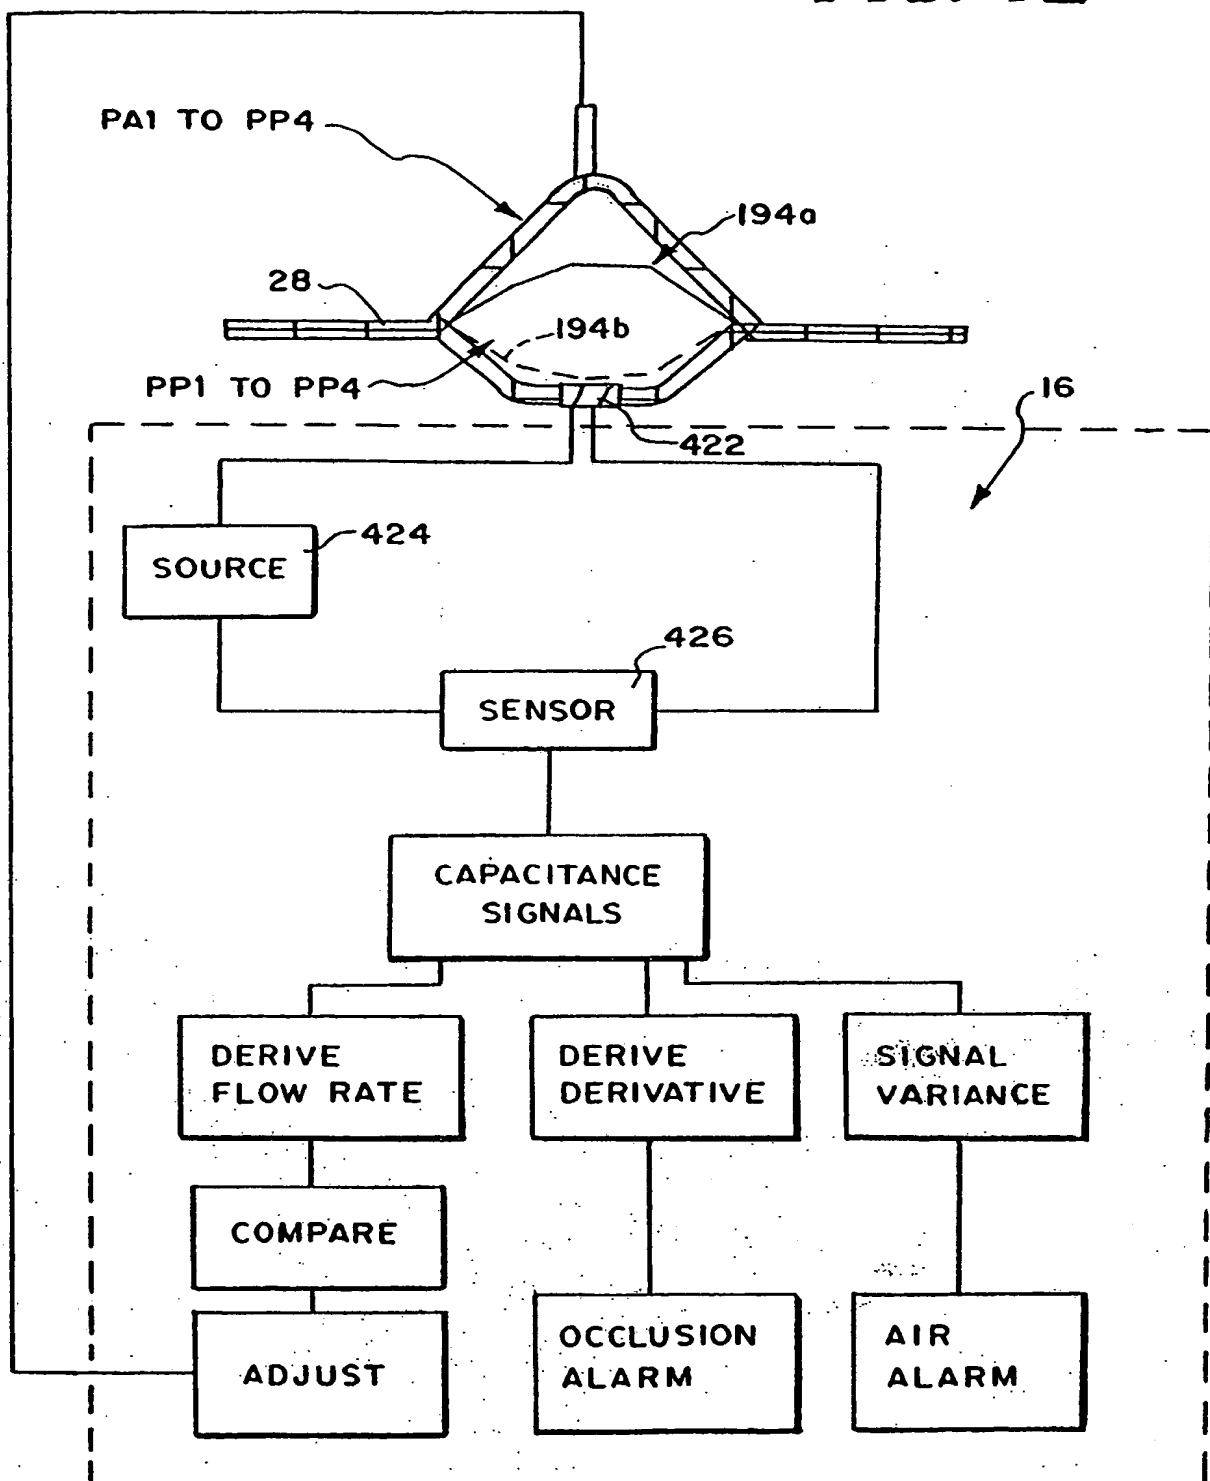 PA1 TO PP4
194a
28
194b
PP1 TO PP4
16
422
424
SOURCE
426
SENSOR
CAPACITANCE
SIGNALS
DERIVE
FLOW RATE
DERIVE
DERIVATIVE
SIGNAL
VARIANCE
COMPARE
ADJUST
OCCLUSION
ALARM
AIR
ALARM